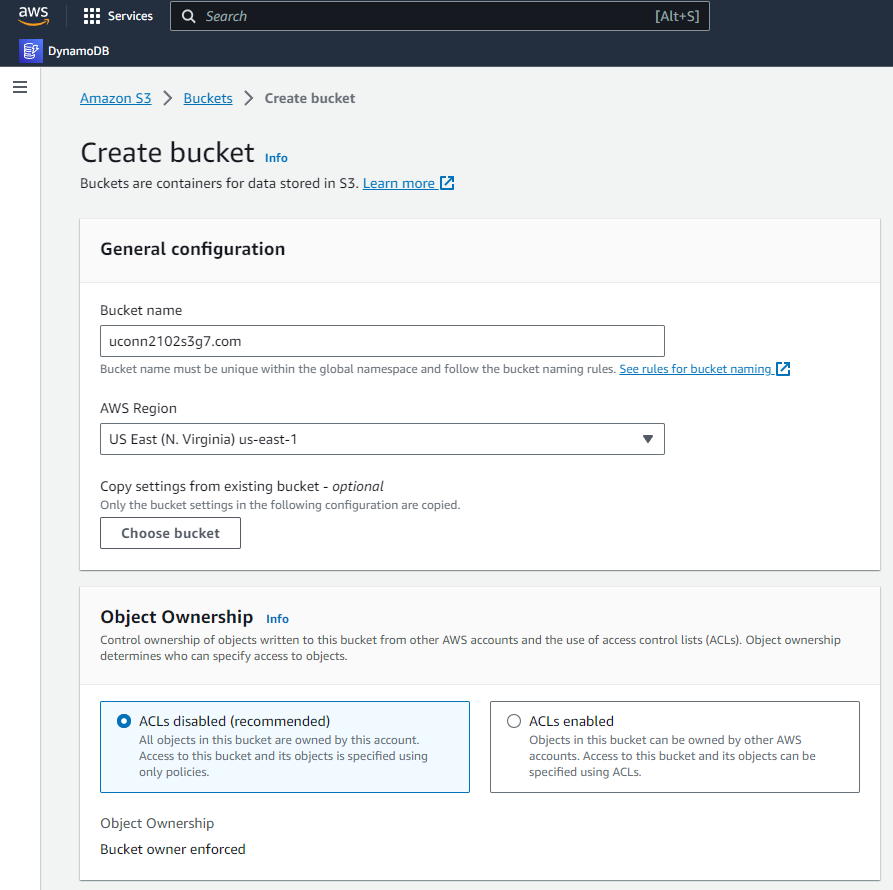 aws
Services
Search
[Alt+S]
DynamoDB
Amazon S3 > Buckets > Create bucket
Create bucket Info
Buckets are containers for data stored in S3. Learn more
General configuration
Bucket name
uconn2102s3g7.com
Bucket name must be unique within the global namespace and follow the bucket naming rules. See rules for bucket naming
AWS Region
US East (N. Virginia) us-east-1
Copy settings from existing bucket - optional
Only the bucket settings in the following configuration are copied.
Choose bucket
Object Ownership Info
Control ownership of objects written to this bucket from other AWS accounts and the use of access control lists (ACLs). Object ownership
determines who can specify access to objects.
ACLs disabled (recommended)
All objects in this bucket are owned by this account.
Access to this bucket and its objects is specified using
only policies.
ACLs enabled
Objects in this bucket can be owned by other AWS
accounts. Access to this bucket and its objects can be
specified using ACLs.
Object Ownership
Bucket owner enforced